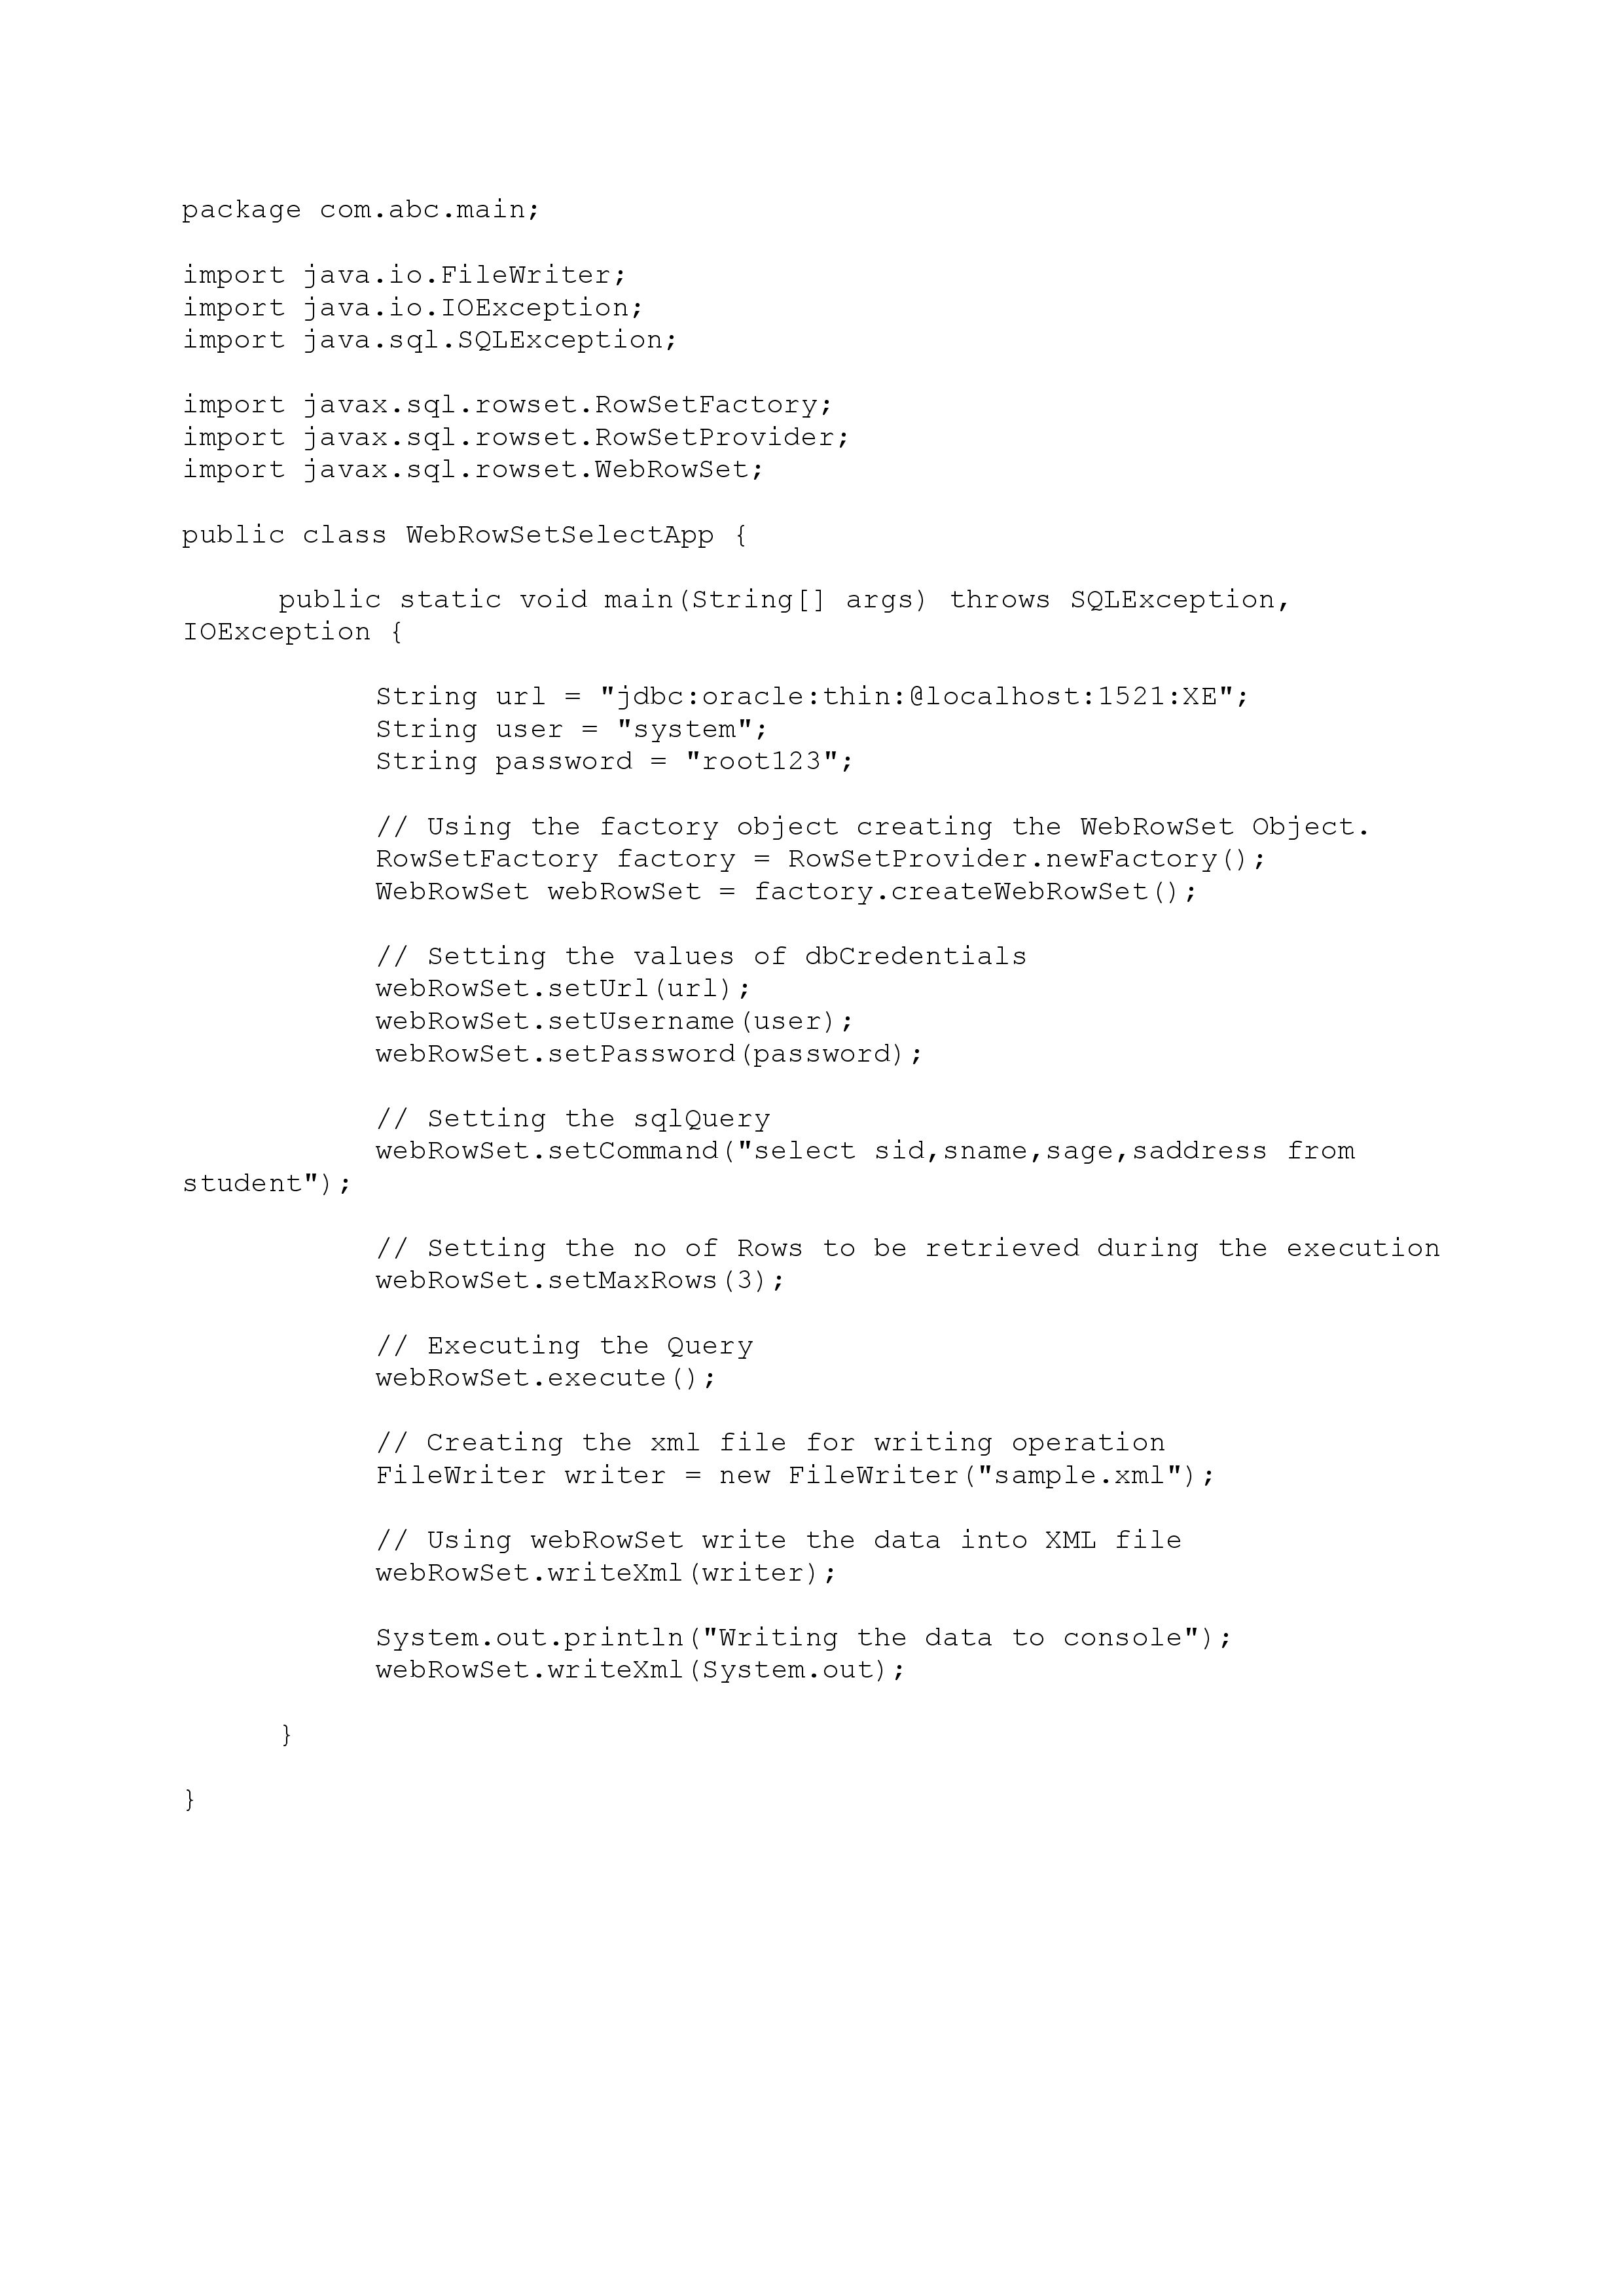 package com.abc.main;
import java.io.FileWriter;
import java.io.IOException;
import java.sql.SQLException;
import javax.sql.rowset.RowSetFactory;
import javax.sql.rowset.RowSetProvider;
import javax.sql.rowset.WebRowSet;
public class WebRowSetSelectApp {
public static void main(String[] args) throws SQLException,
IOException {
String url = "jdbc:oracle:thin:@localhost:1521:XE";
String user = "system";
String password = "root123";
// Using the factory object creating the WebRowSet Object.
RowSetFactory factory = RowSetProvider.newFactory();
WebRowSet webRowSet = factory.createWebRowSet();
// Setting the values of dbCredentials
webRowSet.setUrl(url);
webRowSet.setUsername(user);
webRowSet.setPassword(password);
// Setting the sqlQuery
webRowSet.setCommand("select sid,sname,sage,saddress from
student");
// Setting the no of Rows to be retrieved during the execution
webRowSet.setMaxRows(3);
// Executing the Query
webRowSet.execute();
// Creating the xml file for writing operation
FileWriter writer = new FileWriter("sample.xml");
// Using webRowSet write the data into XML file
webRowSet.writeXml(writer);
System.out.println("Writing the data to console");
webRowSet.writeXml(System.out);
}
}